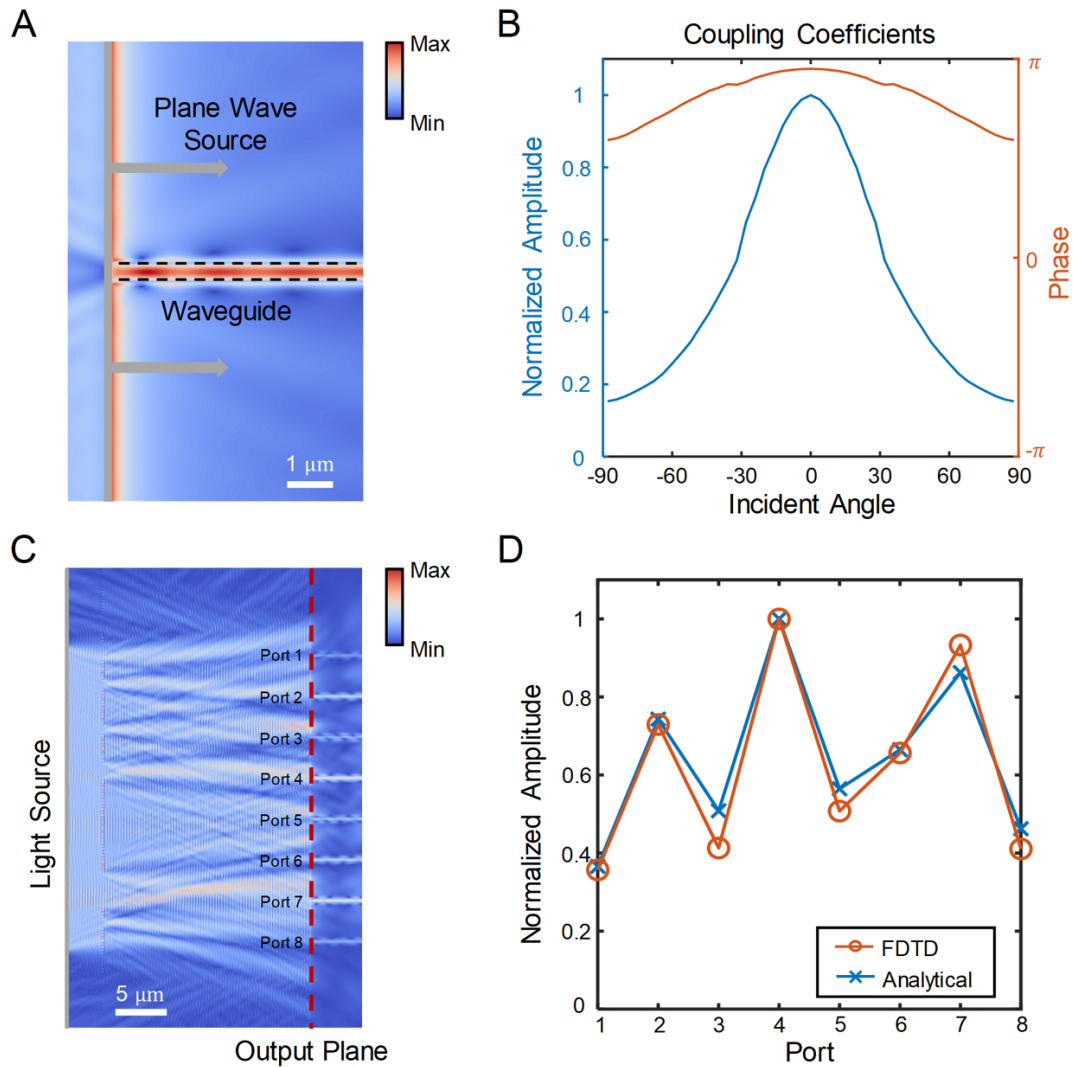 A
Plane Wave
Source
Waveguide
1 μm
Max
Min
B
Coupling Coefficients
Normalized Amplitude
1
0.8
0.6
0.4
0.2
0
π
0
-π
Phase
-90 -60 -30 0 30 60 90
Incident Angle
C
Light Source
Port 1
Port 2
Port 3
Port 4
Port 5
Port 6
Port 7
Port 8
5 μm
Output Plane
Max
Min
D
Normalized Amplitude
1
0.8
0.6
0.4
0.2
0
FDTD
Analytical
1 2 3 4 5 6 7 8
Port